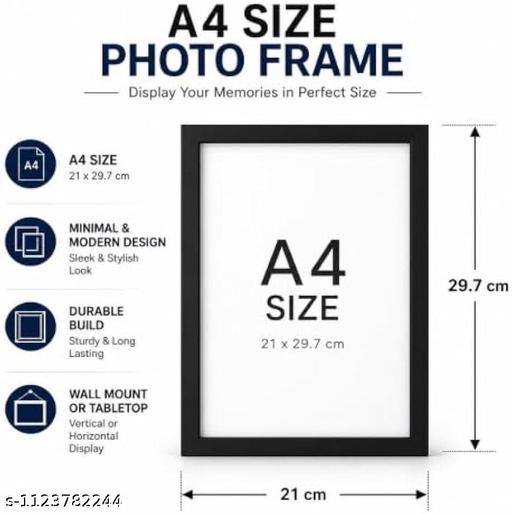 A4 SIZE
PHOTO FRAME
Display Your Memories in Perfect Size
A4
A4 SIZE
21 x 29.7 cm
MINIMAL &
MODERN DESIGN
Sleek & Stylish
Look
DURABLE
BUILD
Sturdy & Long
Lasting
WALL MOUNT
OR TABLETOP
Vertical or
Horizontal
Display
A4
SIZE
21 x 29.7 cm
29.7 cm
21 cm
s-1123782244